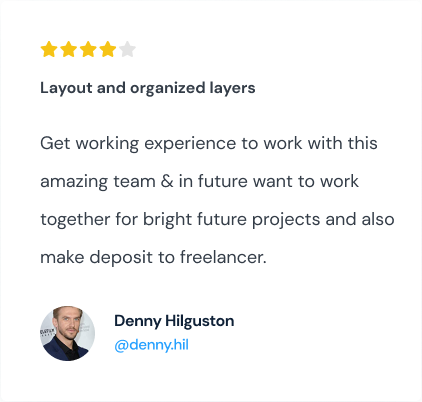 Layout and organized layers
Get working experience to work with this
amazing team & in future want to work
together for bright future projects and also
make deposit to freelancer.
Denny Hilguston
@denny.hil